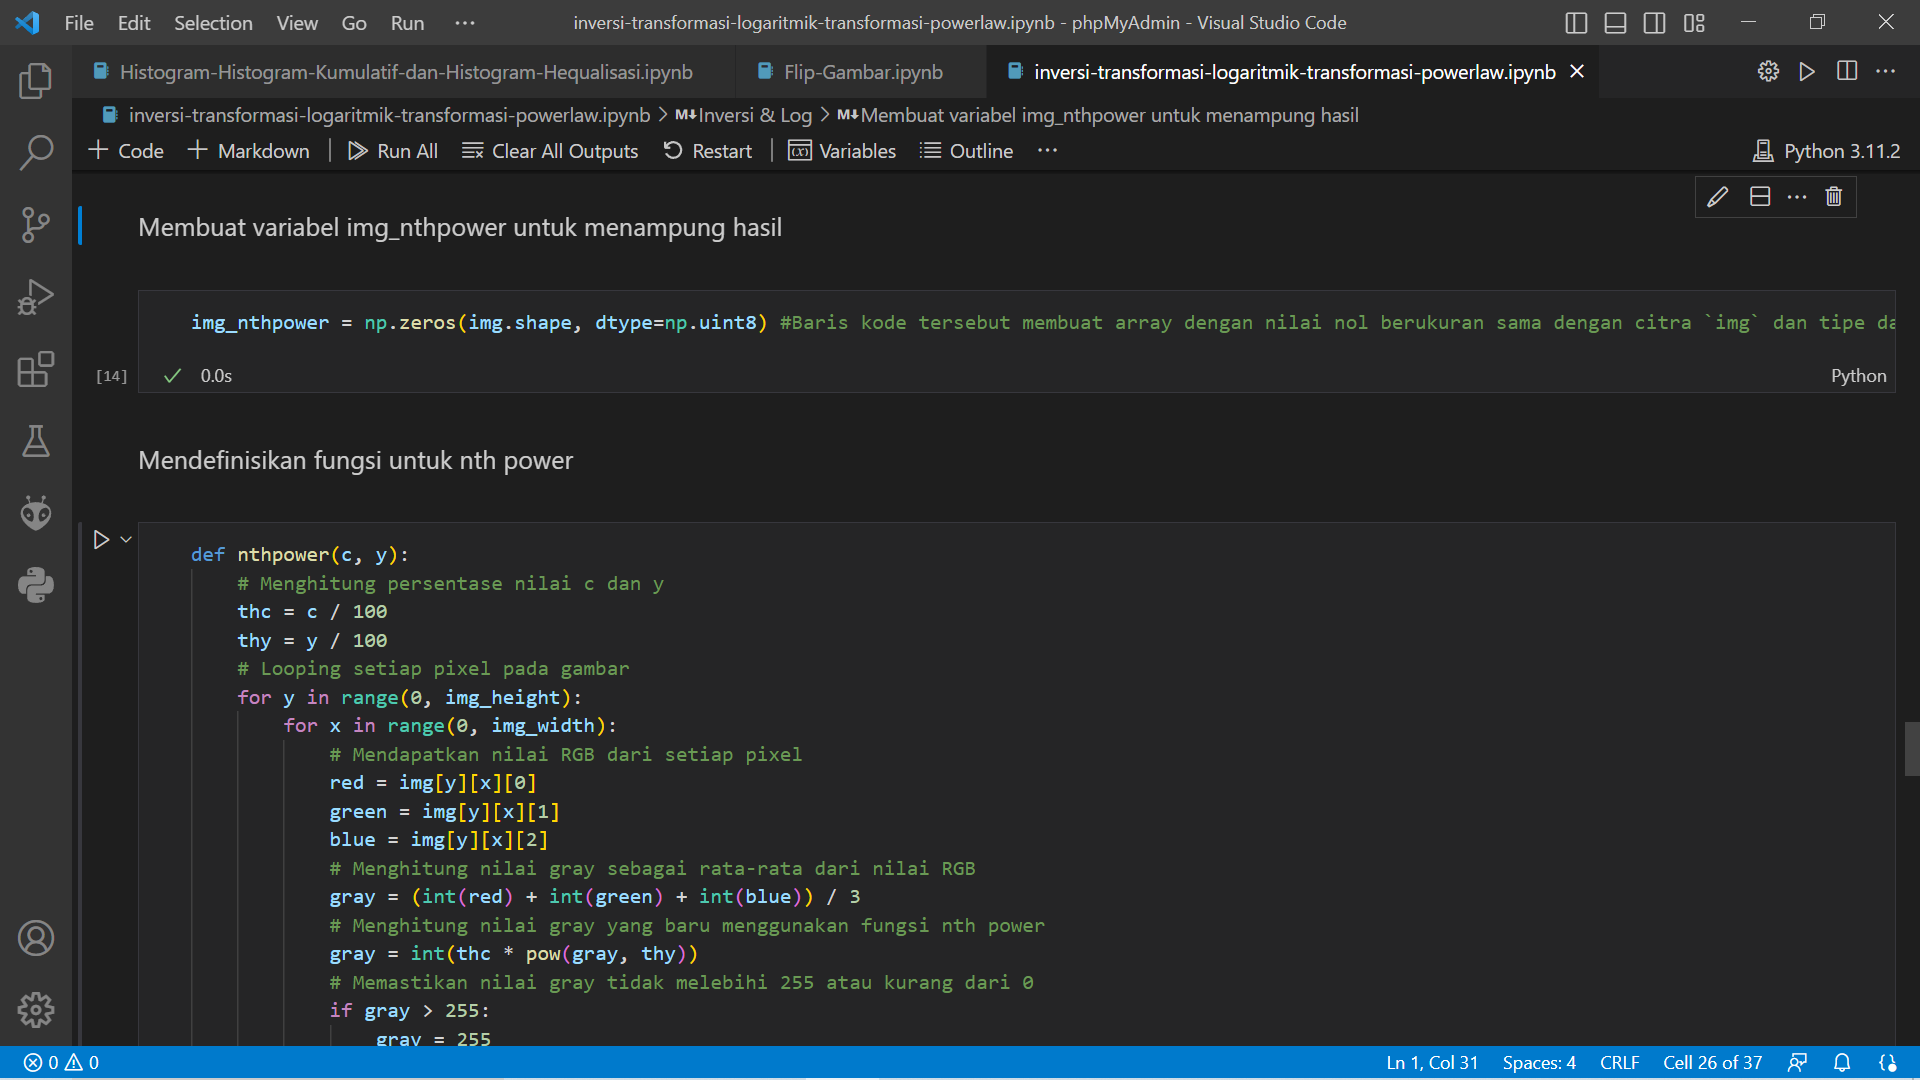 File Edit Selection View Go Run ··· inversi-transformasi-logaritmik-transformasi-powerlaw.ipynb - phpMyAdmin - Visual Studio Code
Histogram-Histogram-Kumulatif-dan-Histogram-Hequalisasi.ipynb Flip-Gambar.ipynb inversi-transformasi-logaritmik-transformasi-powerlaw.ipynb
inversi-transformasi-logaritmik-transformasi-powerlaw.ipynb > M↓Inversi & Log > M↓Membuat variabel img_nthpower untuk menampung hasil
+ Code + Markdown | Run All Clear All Outputs Restart | Variables Outline ··· Python 3.11.2
Membuat variabel img_nthpower untuk menampung hasil
img_nthpower = np.zeros(img.shape, dtype=np.uint8) #Baris kode tersebut membuat array dengan nilai nol berukuran sama dengan citra `img` dan tipe da
[14] ✓ 0.0s Python
Mendefinisikan fungsi untuk nth power
def nthpower(c, y):
# Menghitung persentase nilai c dan y
thc = c / 100
thy = y / 100
# Looping setiap pixel pada gambar
for y in range(0, img_height):
for x in range(0, img_width):
# Mendapatkan nilai RGB dari setiap pixel
red = img[y][x][0]
green = img[y][x][1]
blue = img[y][x][2]
# Menghitung nilai gray sebagai rata-rata dari nilai RGB
gray = (int(red) + int(green) + int(blue)) / 3
# Menghitung nilai gray yang baru menggunakan fungsi nth power
gray = int(thc * pow(gray, thy))
# Memastikan nilai gray tidak melebihi 255 atau kurang dari 0
if gray > 255:
gray = 255
0 0 Ln 1, Col 31 Spaces: 4 CRLF Cell 26 of 37